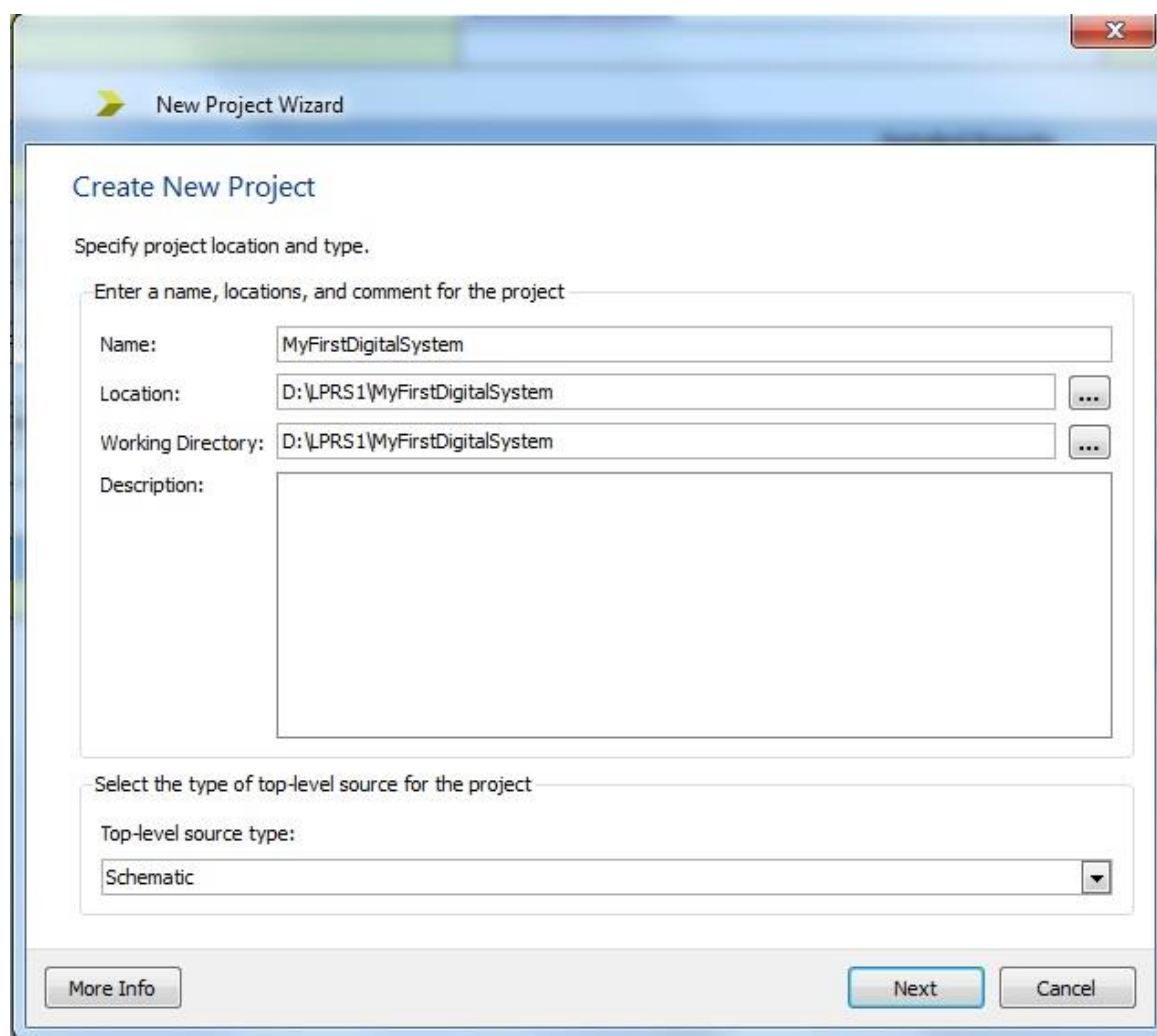 New Project Wizard
Create New Project
Specify project location and type.
Enter a name, locations, and comment for the project
Name: MyFirstDigitalSystem
Location: D:\LPRS1\MyFirstDigitalSystem ...
Working Directory: D:\LPRS1\MyFirstDigitalSystem ...
Description:
Select the type of top-level source for the project
Top-level source type:
Schematic
More Info Next Cancel